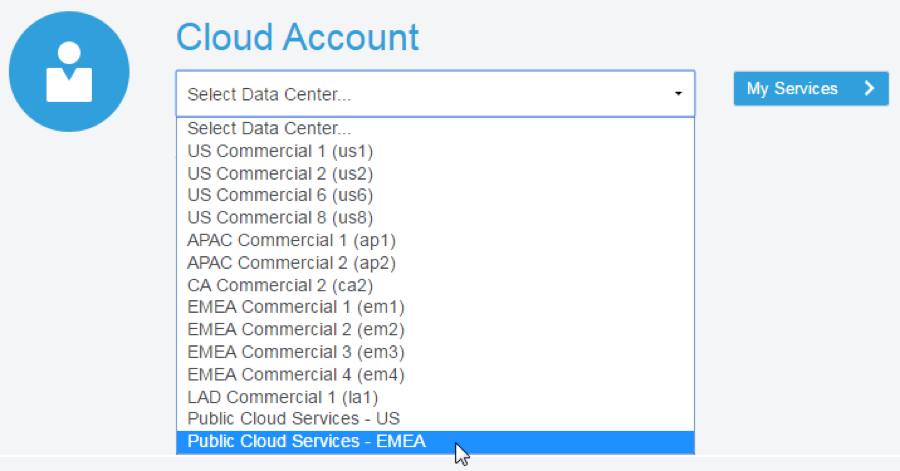 Cloud Account
Select Data Center...
My Services
Select Data Center...
US Commercial 1 (us1)
US Commercial 2 (us2)
US Commercial 6 (us6)
US Commercial 8 (us8)
APAC Commercial 1 (ap1)
APAC Commercial 2 (ap2)
CA Commercial 2 (ca2)
EMEA Commercial 1 (em1)
EMEA Commercial 2 (em2)
EMEA Commercial 3 (em3)
EMEA Commercial 4 (em4)
LAD Commercial 1 (la1)
Public Cloud Services - US
Public Cloud Services - EMEA